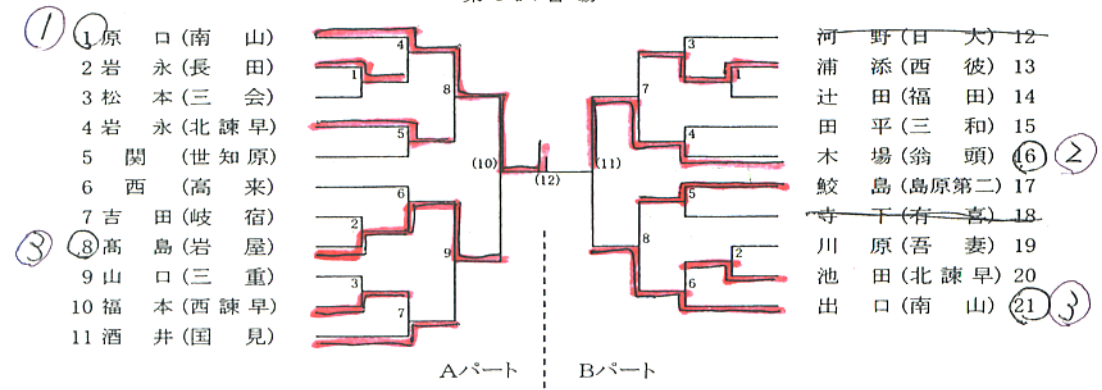 ① 1 原 口 (南 山)
2 岩 永 (長 田)
3 松 本 (三 会)
4 岩 永 (北諫早)
5 関 (世知原)
6 西 (高 来)
7 吉 田 (岐 宿)
③ 8 髙 島 (岩 屋)
9 山 口 (三 重)
10 福 本 (西諫早)
11 酒 井 (国 見)
4
1
8
5
(10)
6
2
9
3
7
(12)
3
1
7
4
(11)
5
8
2
6
河 野 (日 大) 12
浦 添 (西 彼) 13
辻 田 (福 田) 14
田 平 (三 和) 15
木 場 (翁 頭) 16 ②
鮫 島 (島原第二) 17
寺 下 (有 喜) 18
川 原 (吾 妻) 19
池 田 (北諫早) 20
出 口 (南 山) 21 ③
Aパート Bパート